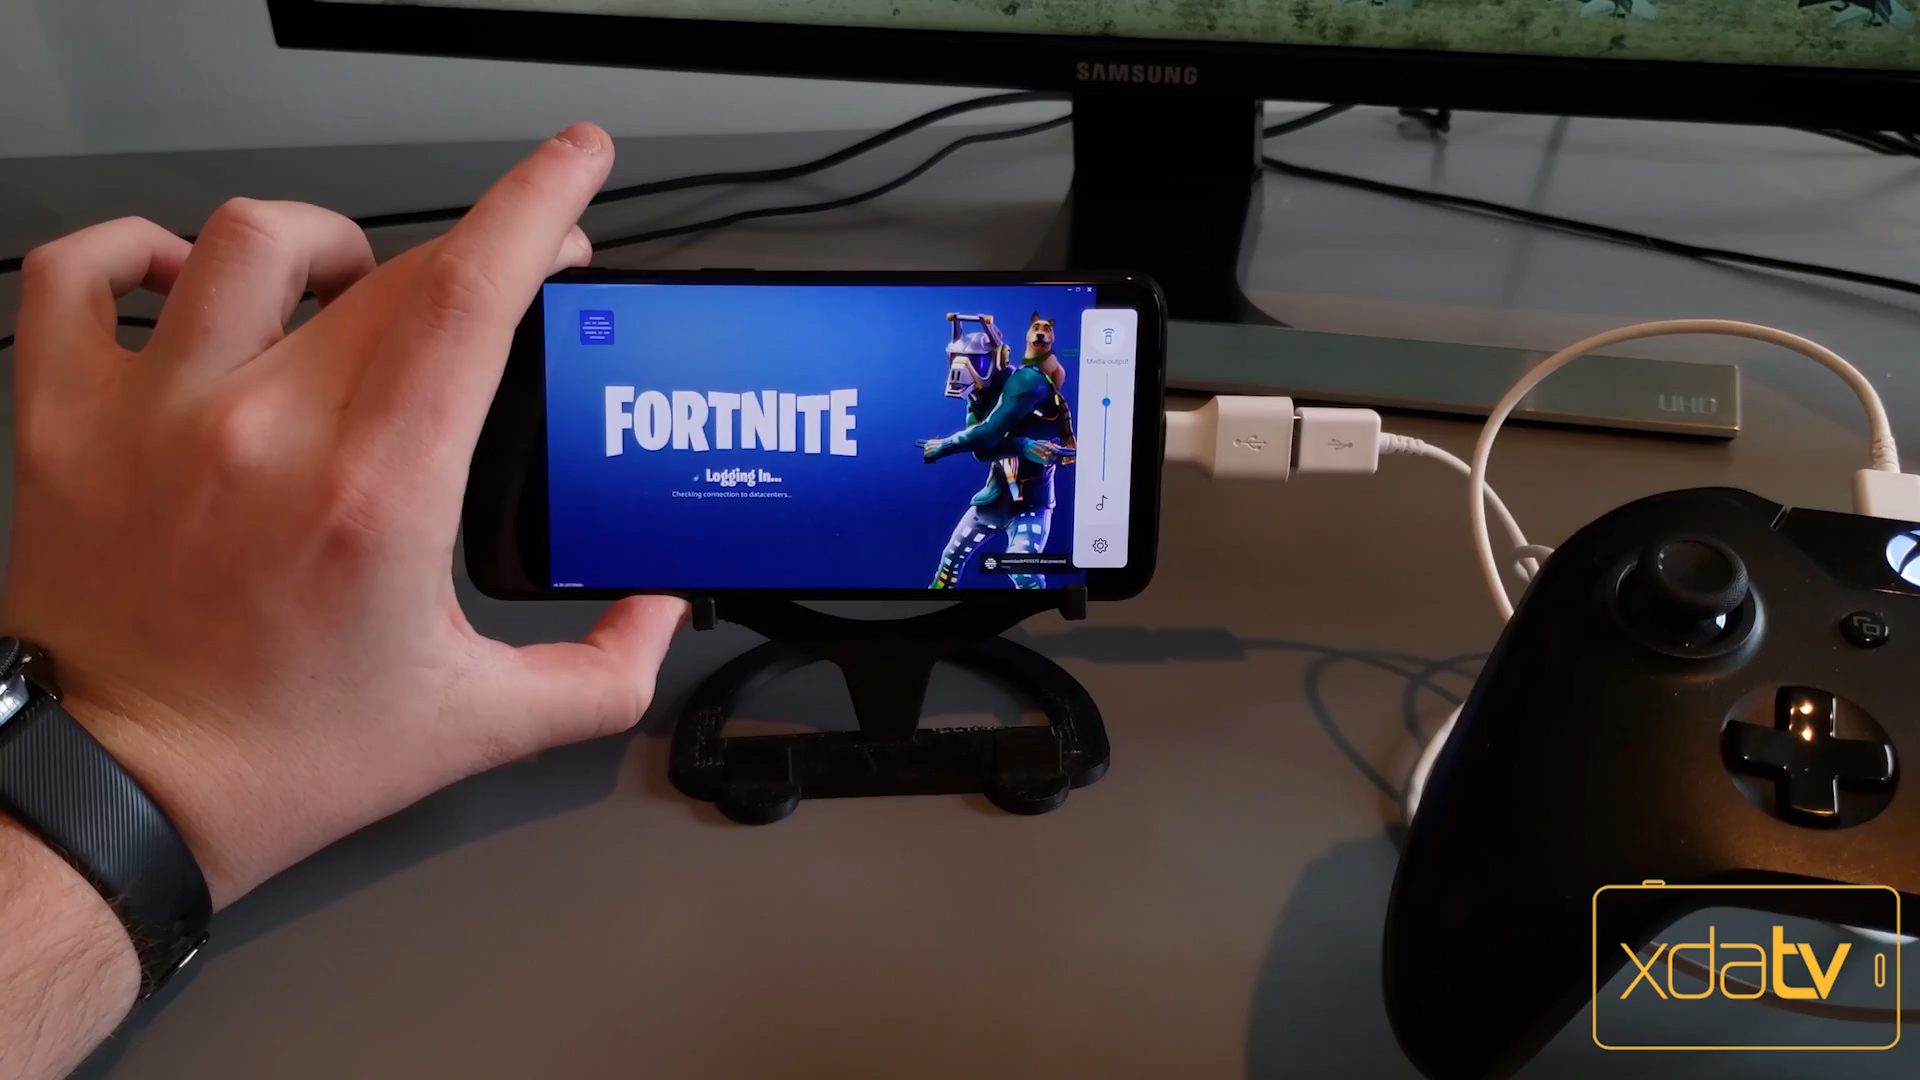 SAMSUNG
Media output
UHD
FORTNITE
Logging In...
Checking connection to datacenters...
xdatv